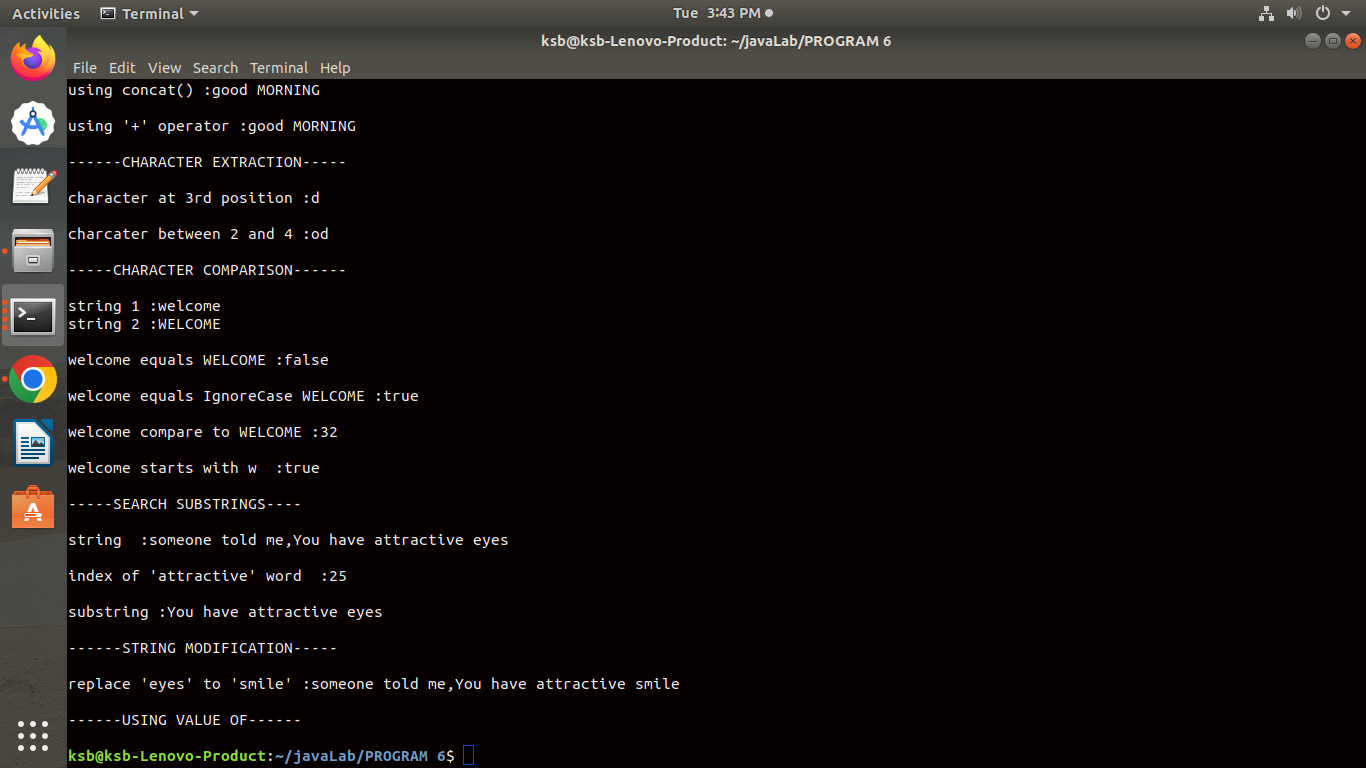 Activities Terminal Tue 3:43 PM
ksb@ksb-Lenovo-Product: ~/javaLab/PROGRAM 6
File Edit View Search Terminal Help
using concat() :good MORNING
using '+' operator :good MORNING
------CHARACTER EXTRACTION-----
character at 3rd position :d
charcater between 2 and 4 :od
-----CHARACTER COMPARISON------
string 1 :welcome
string 2 :WELCOME
welcome equals WELCOME :false
welcome equals IgnoreCase WELCOME :true
welcome compare to WELCOME :32
welcome starts with w  :true
-----SEARCH SUBSTRINGS----
string  :someone told me,You have attractive eyes
index of 'attractive' word  :25
substring :You have attractive eyes
------STRING MODIFICATION-----
replace 'eyes' to 'smile' :someone told me,You have attractive smile
------USING VALUE OF------
ksb@ksb-Lenovo-Product:~/javaLab/PROGRAM 6$